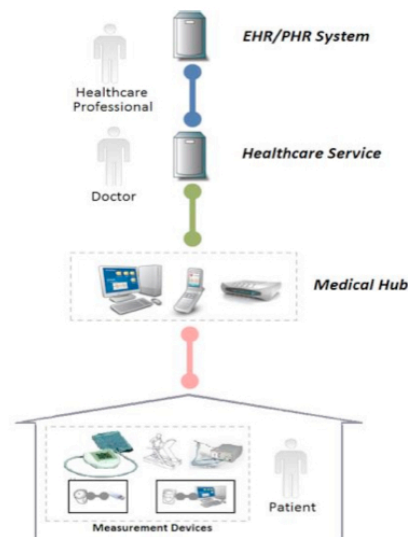 EHR/PHR System
Healthcare
Professional
Healthcare Service
Doctor
Medical Hub
Patient
Measurement Devices